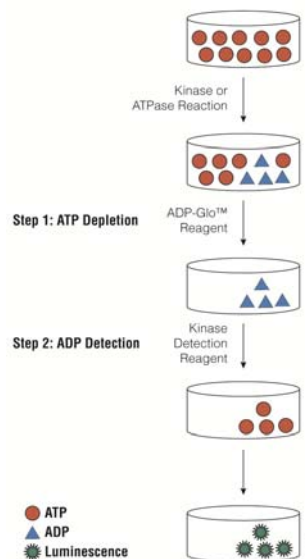 Kinase or
ATPase Reaction
Step 1: ATP Depletion
ADP-Glo™
Reagent
Step 2: ADP Detection
Kinase
Detection
Reagent
ATP
ADP
Luminescence